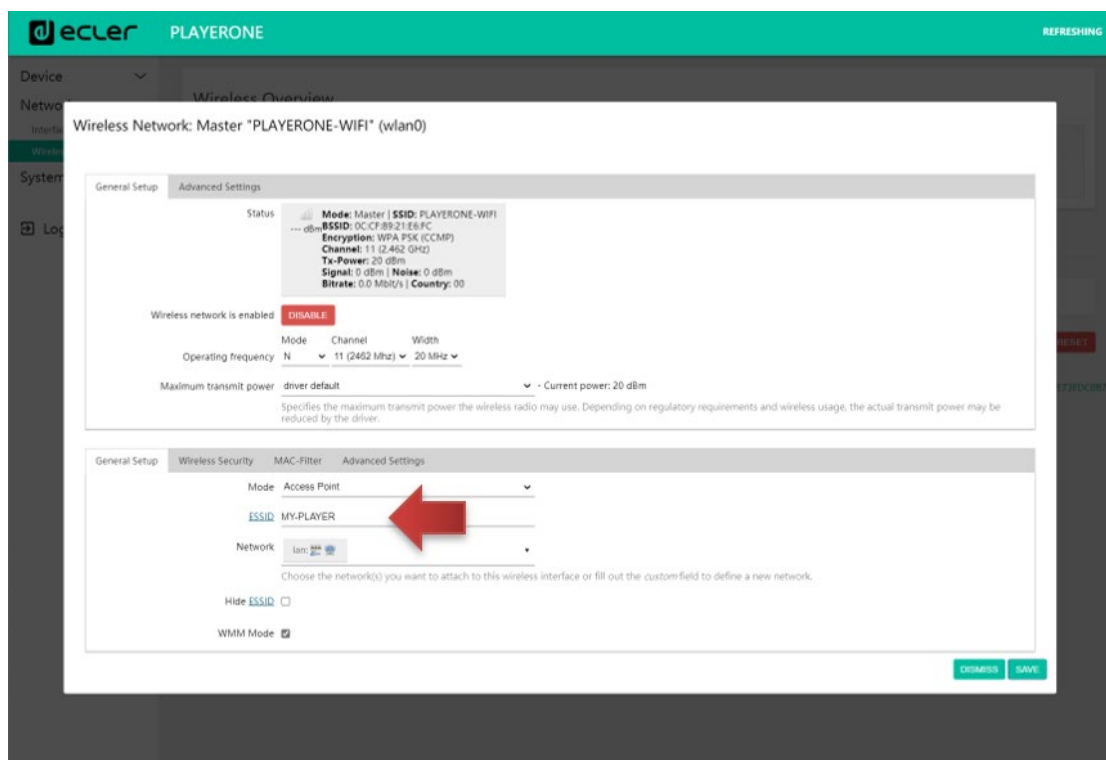 ecler PLAYERONE REFRESHING
Device
Wireless Overview
Wireless Network: Master "PLAYERONE-WIFI" (wlan0)
General Setup Advanced Settings
Status Mode: Master | SSID: PLAYERONE-WIFI
--- dBm BSSID: 0C:CF:89:21:E6:FC
Encryption: WPA PSK (CCMP)
Channel: 11 (2.462 GHz)
Tx-Power: 20 dBm
Signal: 0 dBm | Noise: 0 dBm
Bitrate: 0.0 Mbit/s | Country: 00
Wireless network is enabled DISABLE
Mode Channel Width
Operating frequency N 11 (2462 Mhz) 20 MHz
RESET
Maximum transmit power driver default - Current power: 20 dBm
Specifies the maximum transmit power the wireless radio may use. Depending on regulatory requirements and wireless usage, the actual transmit power may be
reduced by the driver.
General Setup Wireless Security MAC-Filter Advanced Settings
Mode Access Point
ESSID MY-PLAYER
Network lan:
Choose the network(s) you want to attach to this wireless interface or fill out the custom field to define a new network.
Hide ESSID
WMM Mode
DISMISS SAVE